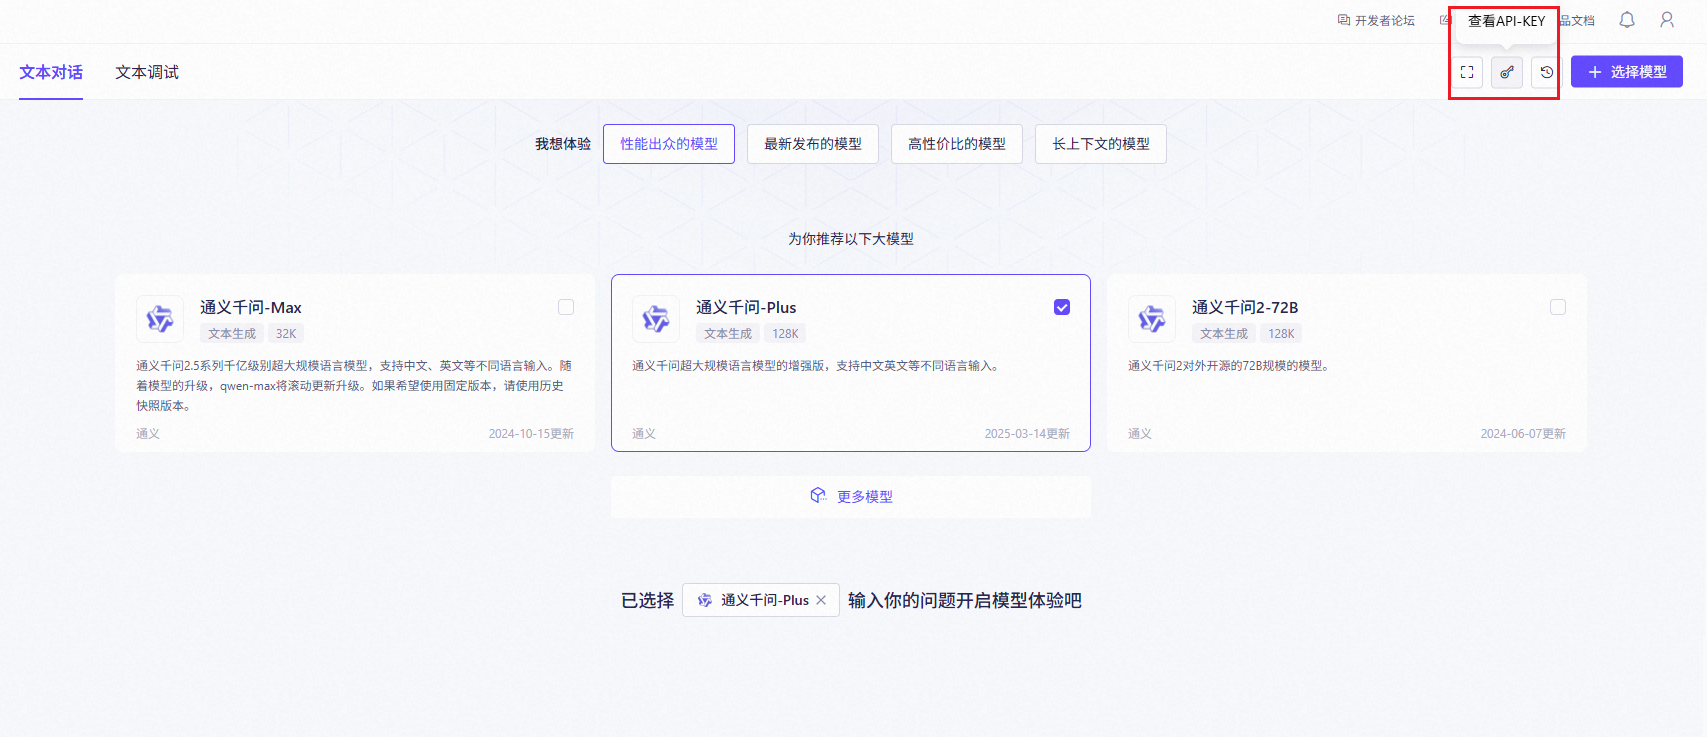 开发者论坛
查看API-KEY
品文档
文本对话
文本调试
选择模型
我想体验
性能出众的模型
最新发布的模型
高性价比的模型
长上下文的模型
为你推荐以下大模型
通义千问-Max
文本生成
32K
通义千问2.5系列千亿级别超大规模语言模型，支持中文、英文等不同语言输入。随
着模型的升级，qwen-max将滚动更新升级。如果希望使用固定版本，请使用历史
快照版本。
通义
2024-10-15更新
通义千问-Plus
文本生成
128K
通义千问超大规模语言模型的增强版，支持中文英文等不同语言输入。
通义
2025-03-14更新
通义千问2-72B
文本生成
128K
通义千问2对外开源的72B规模的模型。
通义
2024-06-07更新
更多模型
已选择
通义千问-Plus
输入你的问题开启模型体验吧